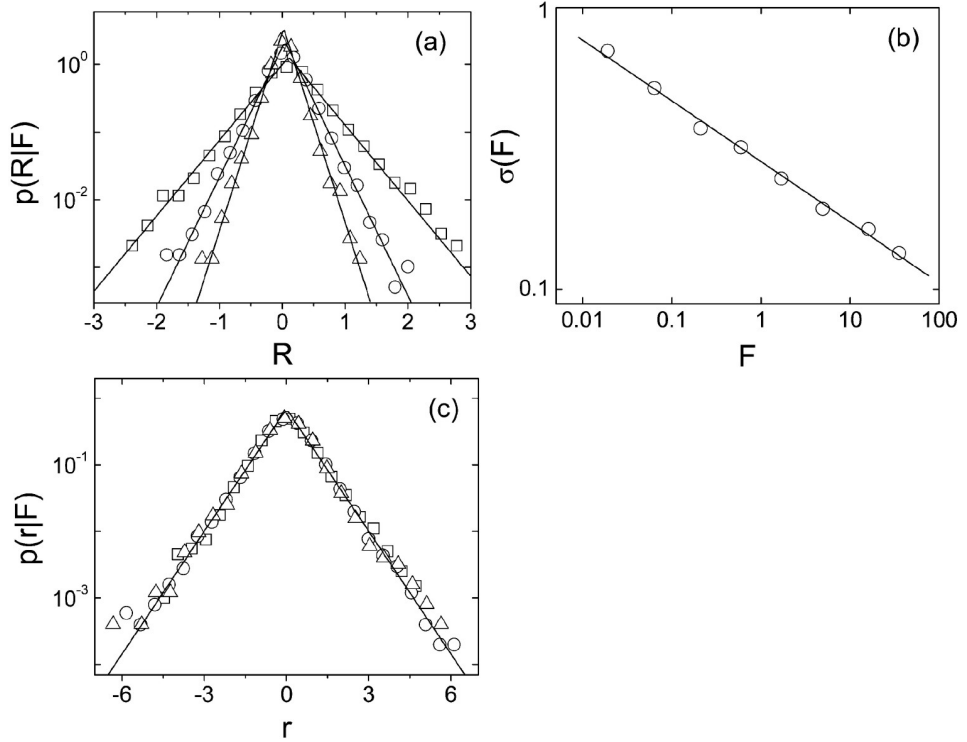 (a)
10^0
10^-2
p(R|F)
-3 -2 -1 0 1 2 3
R
(b)
1
0.1
σ(F)
0.01 0.1 1 10 100
F
(c)
10^-1
10^-3
p(r|F)
-6 -3 0 3 6
r